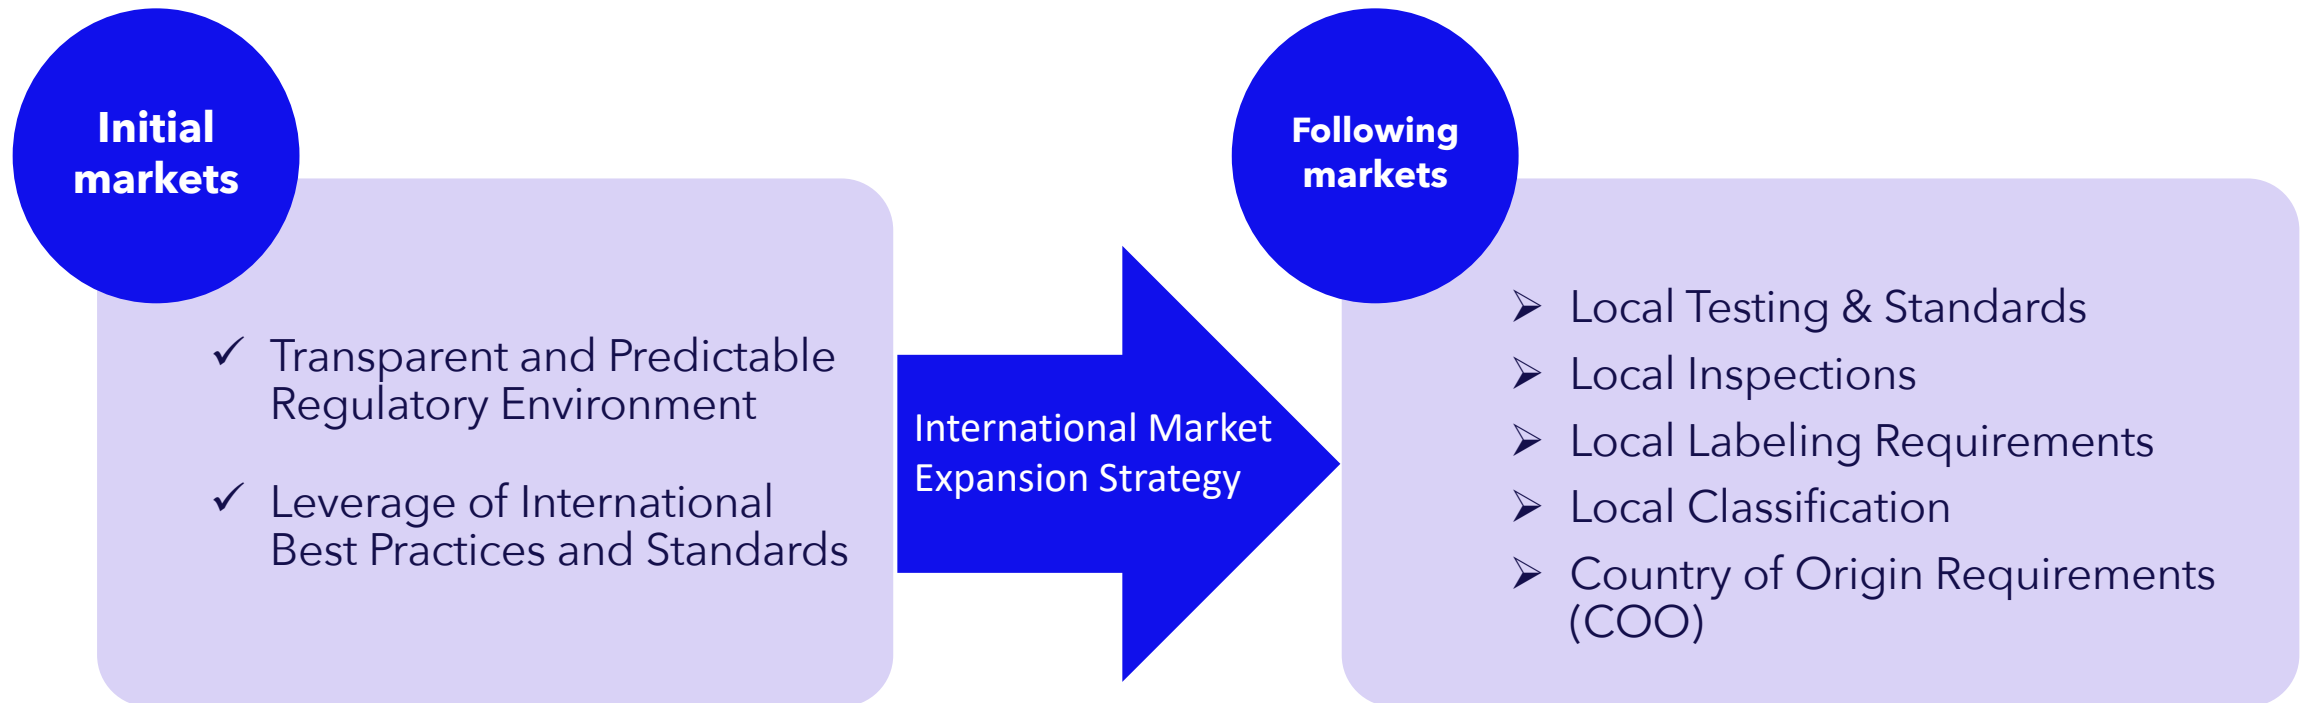 Initial
markets
✓ Transparent and Predictable
Regulatory Environment
✓ Leverage of International
Best Practices and Standards
International Market
Expansion Strategy
Following
markets
➢ Local Testing & Standards
➢ Local Inspections
➢ Local Labeling Requirements
➢ Local Classification
➢ Country of Origin Requirements
(COO)